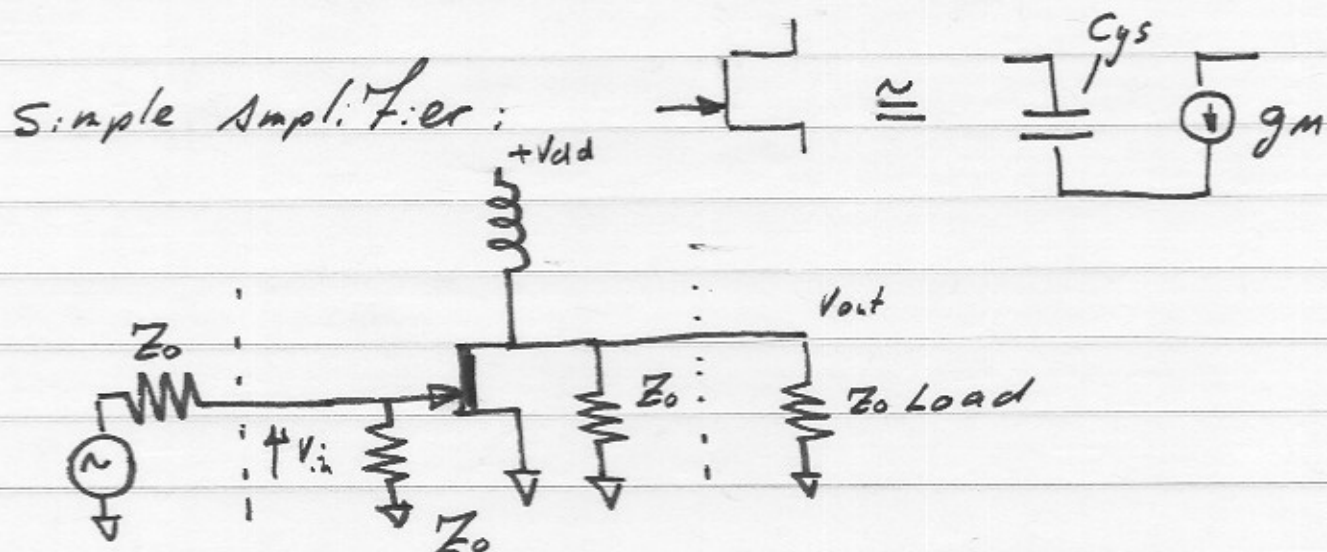 Simple Amplifier:
≅
Cgs
gm
+Vdd
Vout
Zo
Vin
Zo
Zo
Zo Load